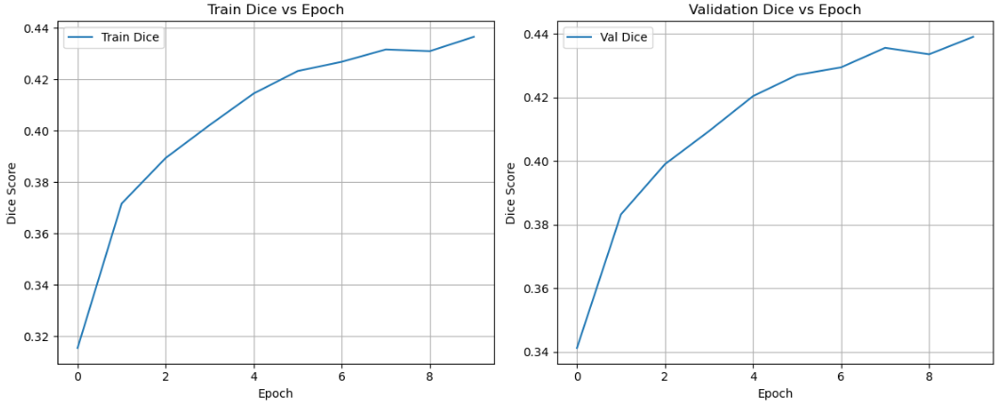 Train Dice vs Epoch
Train Dice
Dice Score
0.44
0.42
0.40
0.38
0.36
0.34
0.32
0 2 4 6 8
Epoch
Validation Dice vs Epoch
Val Dice
Dice Score
0.44
0.42
0.40
0.38
0.36
0.34
0 2 4 6 8
Epoch